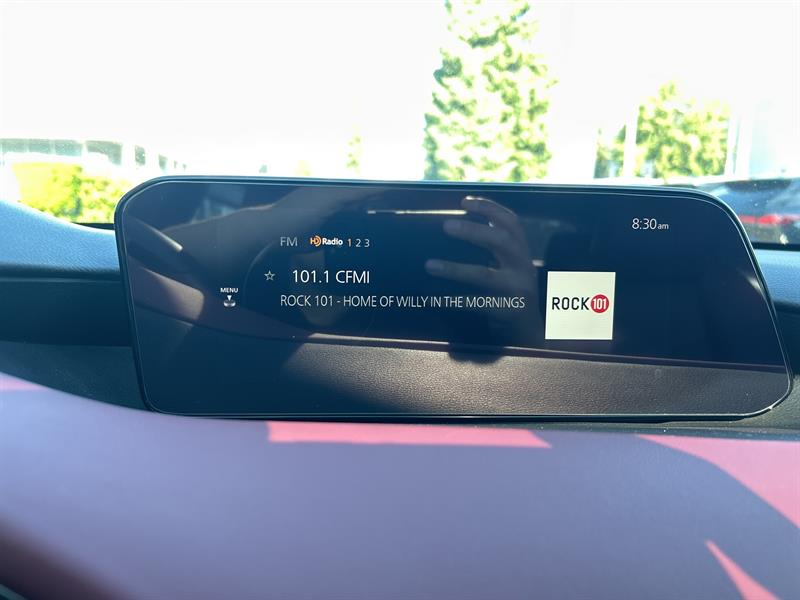 8:30am
FM HD Radio 1 2 3
☆ 101.1 CFMI
MENU
ROCK 101 - HOME OF WILLY IN THE MORNINGS
ROCK 101